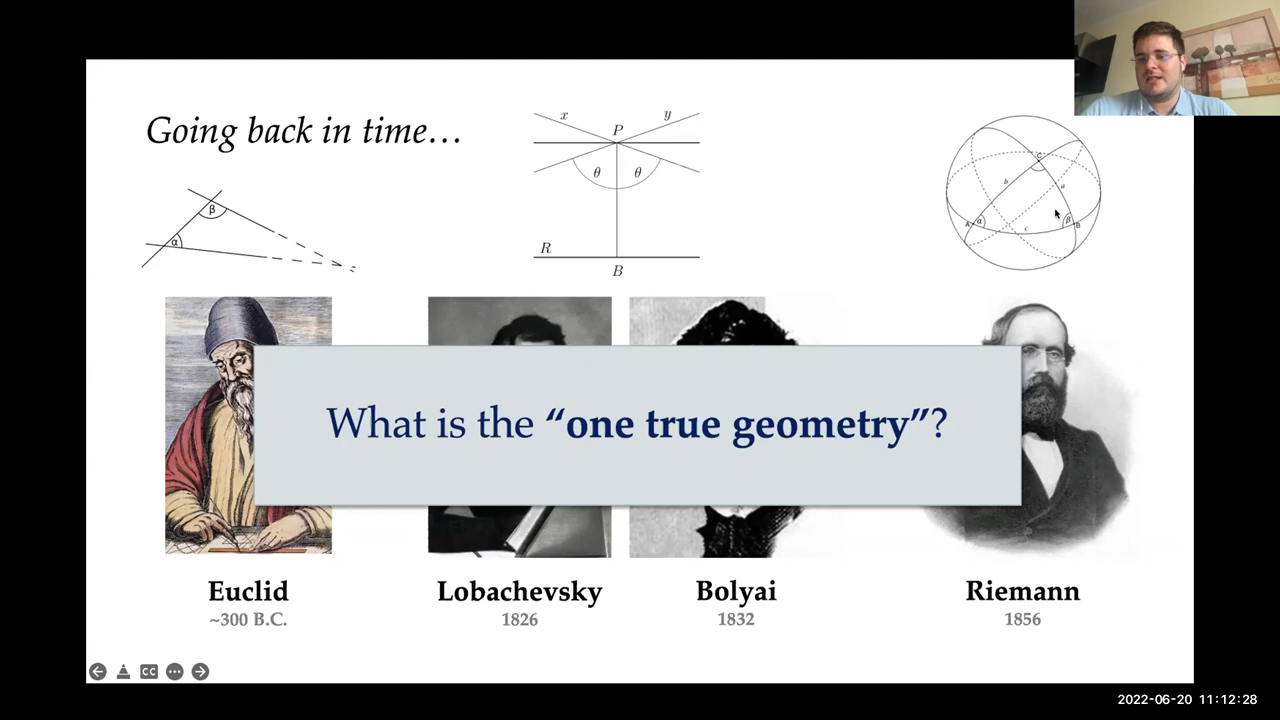 Going back in time…
x
y
P
θ
θ
R
B
β
α
C
b
a
A
α
β
B
c
What is the “one true geometry”?
Euclid
Lobachevsky
Bolyai
Riemann
~300 B.C.
1826
1832
1856
CC
2022-06-20 11:12:28